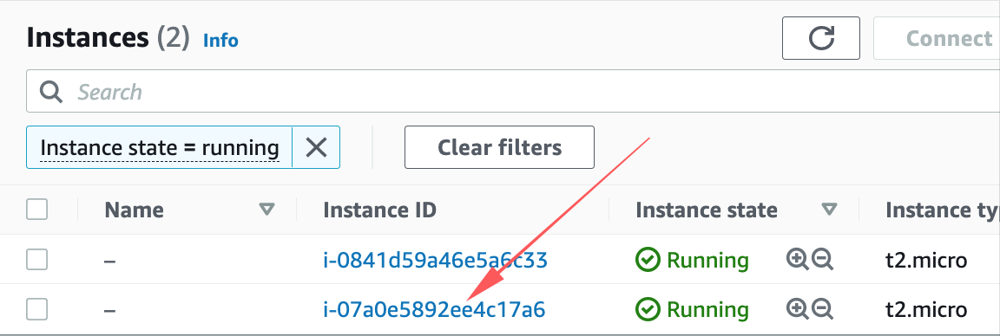 Instances (2) Info
Connect
Search
Instance state = running
Clear filters
Name Instance ID Instance state Instance ty
– i-0841d59a46e5a6c33 Running t2.micro
– i-07a0e5892ee4c17a6 Running t2.micro